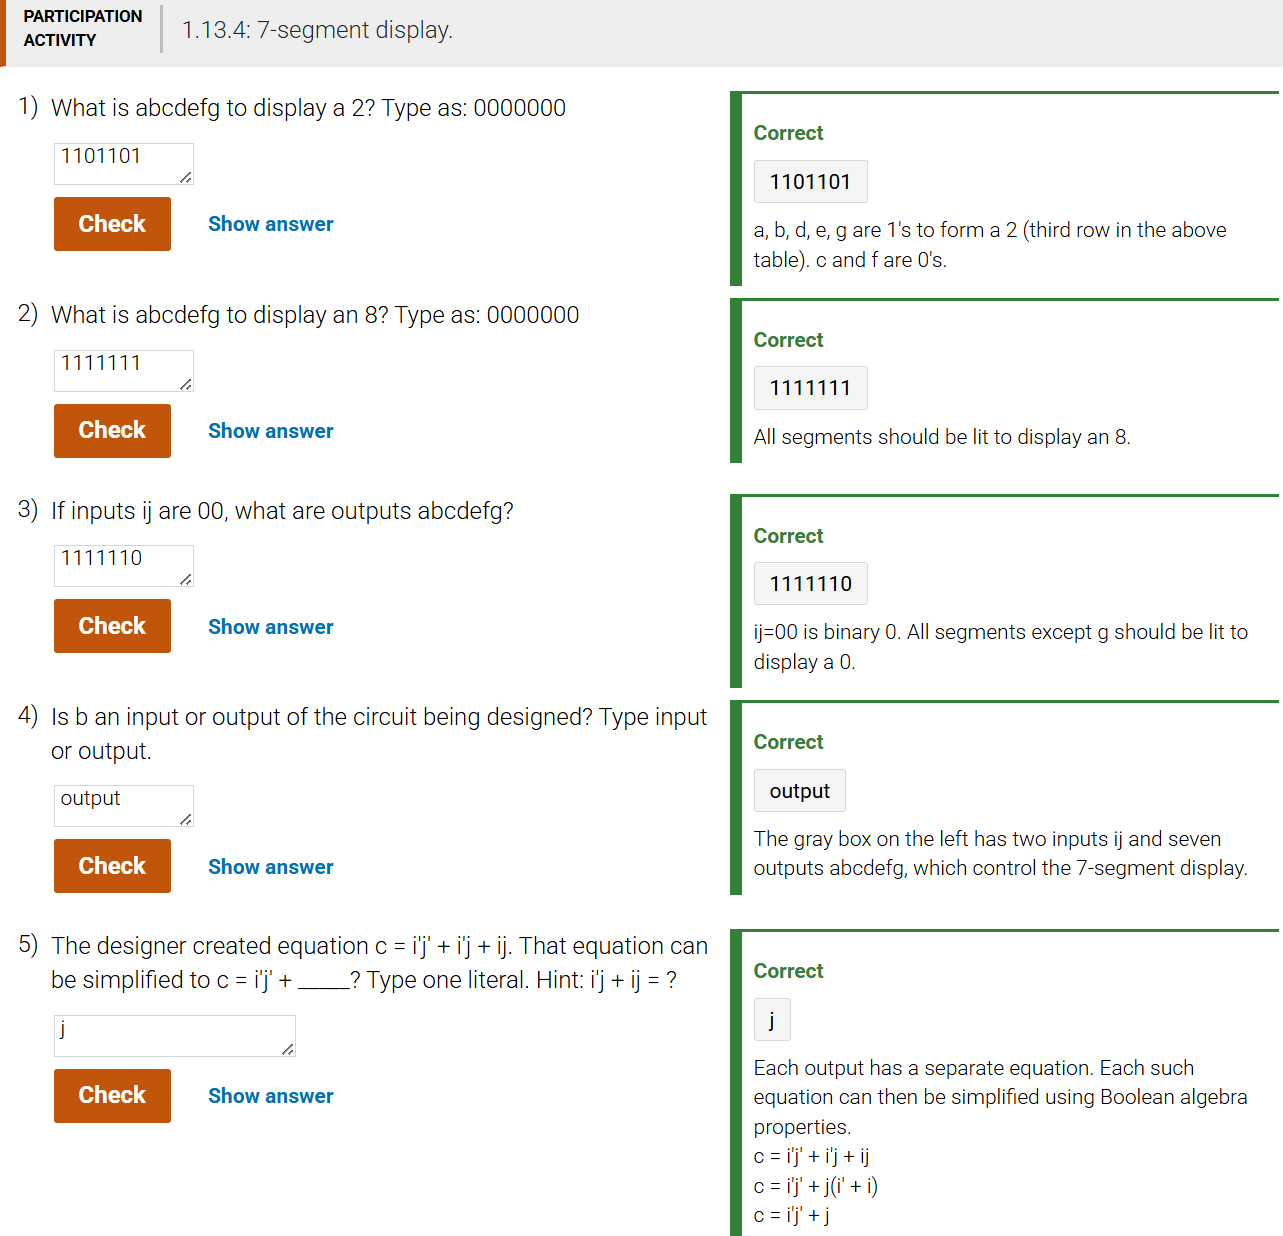 PARTICIPATION
ACTIVITY
1.13.4: 7-segment display.
1) What is abcdefg to display a 2? Type as: 0000000
1101101
Check
Show answer
Correct
1101101
a, b, d, e, g are 1's to form a 2 (third row in the above
table). c and f are 0's.
2) What is abcdefg to display an 8? Type as: 0000000
1111111
Check
Show answer
Correct
1111111
All segments should be lit to display an 8.
3) If inputs ij are 00, what are outputs abcdefg?
1111110
Check
Show answer
Correct
1111110
ij=00 is binary 0. All segments except g should be lit to
display a 0.
4) Is b an input or output of the circuit being designed? Type input
or output.
output
Check
Show answer
Correct
output
The gray box on the left has two inputs ij and seven
outputs abcdefg, which control the 7-segment display.
5) The designer created equation c = i'j' + i'j + ij. That equation can
be simplified to c = i'j' + _____? Type one literal. Hint: i'j + ij = ?
j
Check
Show answer
Correct
j
Each output has a separate equation. Each such
equation can then be simplified using Boolean algebra
properties.
c = i'j' + i'j + ij
c = i'j' + j(i' + i)
c = i'j' + j